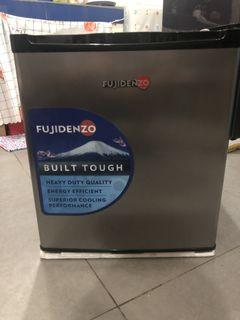 FUJIDENZO
FUJIDENZO
BUILT TOUGH
HEAVY DUTY QUALITY
ENERGY EFFICIENT
SUPERIOR COOLING
PERFORMANCE